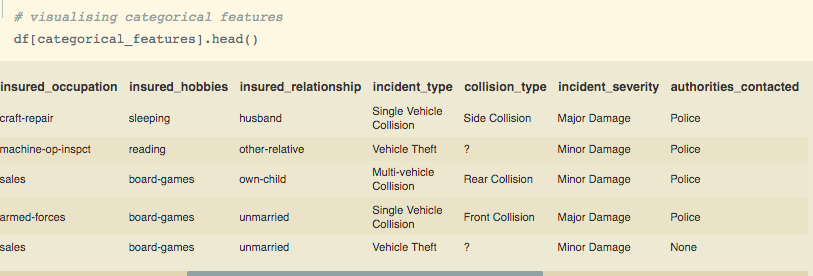 # visualising categorical features
df[categorical_features].head()
insured_occupation insured_hobbies insured_relationship incident_type collision_type incident_severity authorities_contacted
craft-repair sleeping husband Single Vehicle Collision Side Collision Major Damage Police
machine-op-inspct reading other-relative Vehicle Theft ? Minor Damage Police
sales board-games own-child Multi-vehicle Collision Rear Collision Minor Damage Police
armed-forces board-games unmarried Single Vehicle Collision Front Collision Major Damage Police
sales board-games unmarried Vehicle Theft ? Minor Damage None